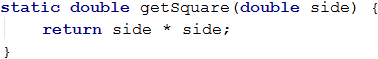 static double getSquare(double side) {
    return side * side;
}